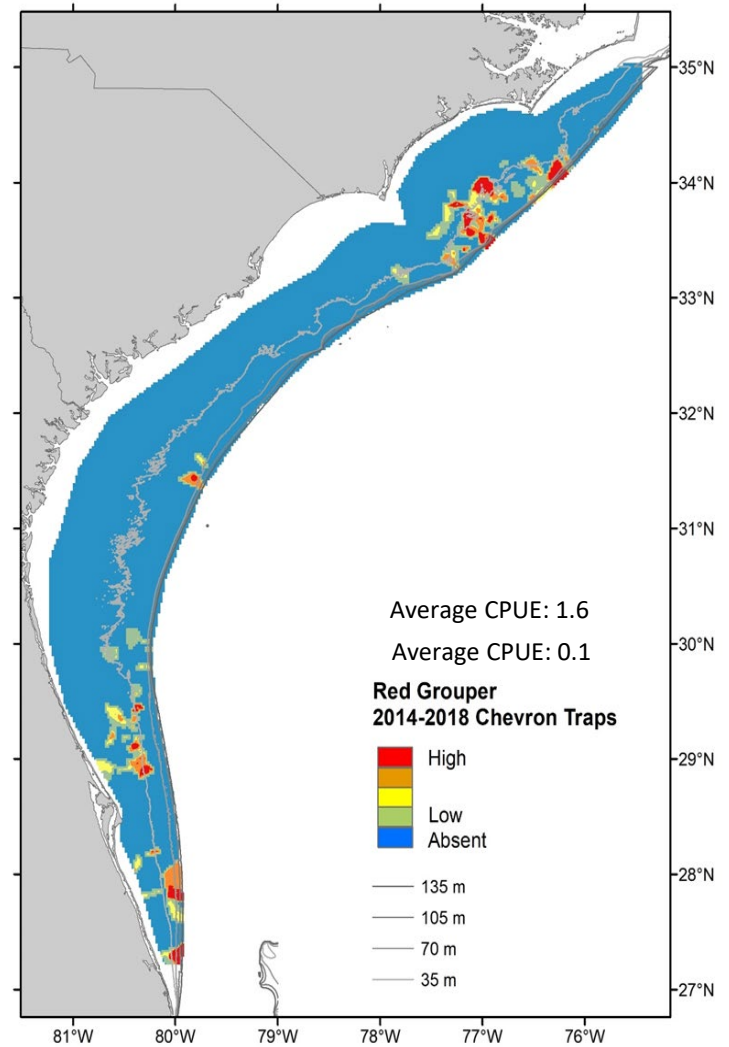 35°N
34°N
33°N
32°N
31°N
Average CPUE: 1.6
30°N
Average CPUE: 0.1
Red Grouper
2014-2018 Chevron Traps
High
29°N
Low
Absent
28°N
135 m
105 m
70 m
35 m
27°N
81°W 80°W 79°W 78°W 77°W 76°W